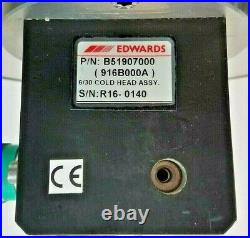 EDWARDS
P/N: B51907000
( 916B000A )
6/30 COLD HEAD ASSY.
S/N: R16- 0140
CE